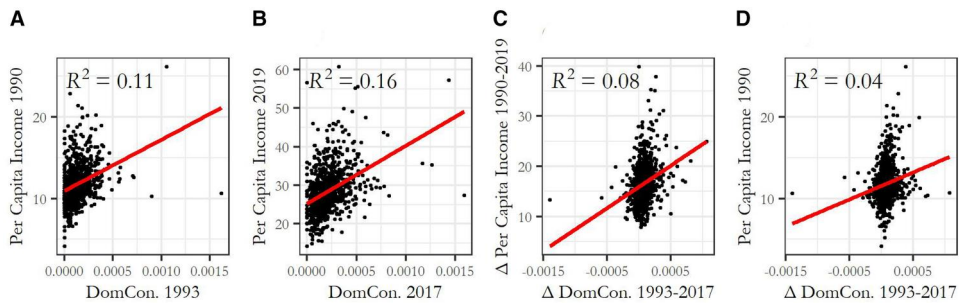 A
B
C
D
R² = 0.11
R² = 0.16
R² = 0.08
R² = 0.04
Per Capita Income 1990
20
10
0.0000
0.0005
0.0010
0.0015
DomCon. 1993
Per Capita Income 2019
60
50
40
30
20
0.0000
0.0005
0.0010
0.0015
DomCon. 2017
Δ Per Capita Income 1990-2019
40
30
20
10
-0.0015
-0.0005
0.0005
Δ DomCon. 1993-2017
Per Capita Income 1990
20
10
-0.0015
-0.0005
0.0005
Δ DomCon. 1993-2017